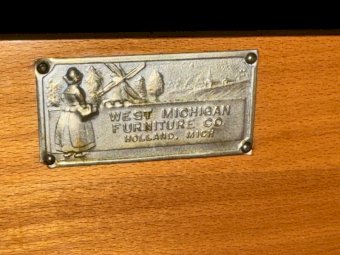 WEST MICHIGAN
FURNITURE CO
HOLLAND, MICH